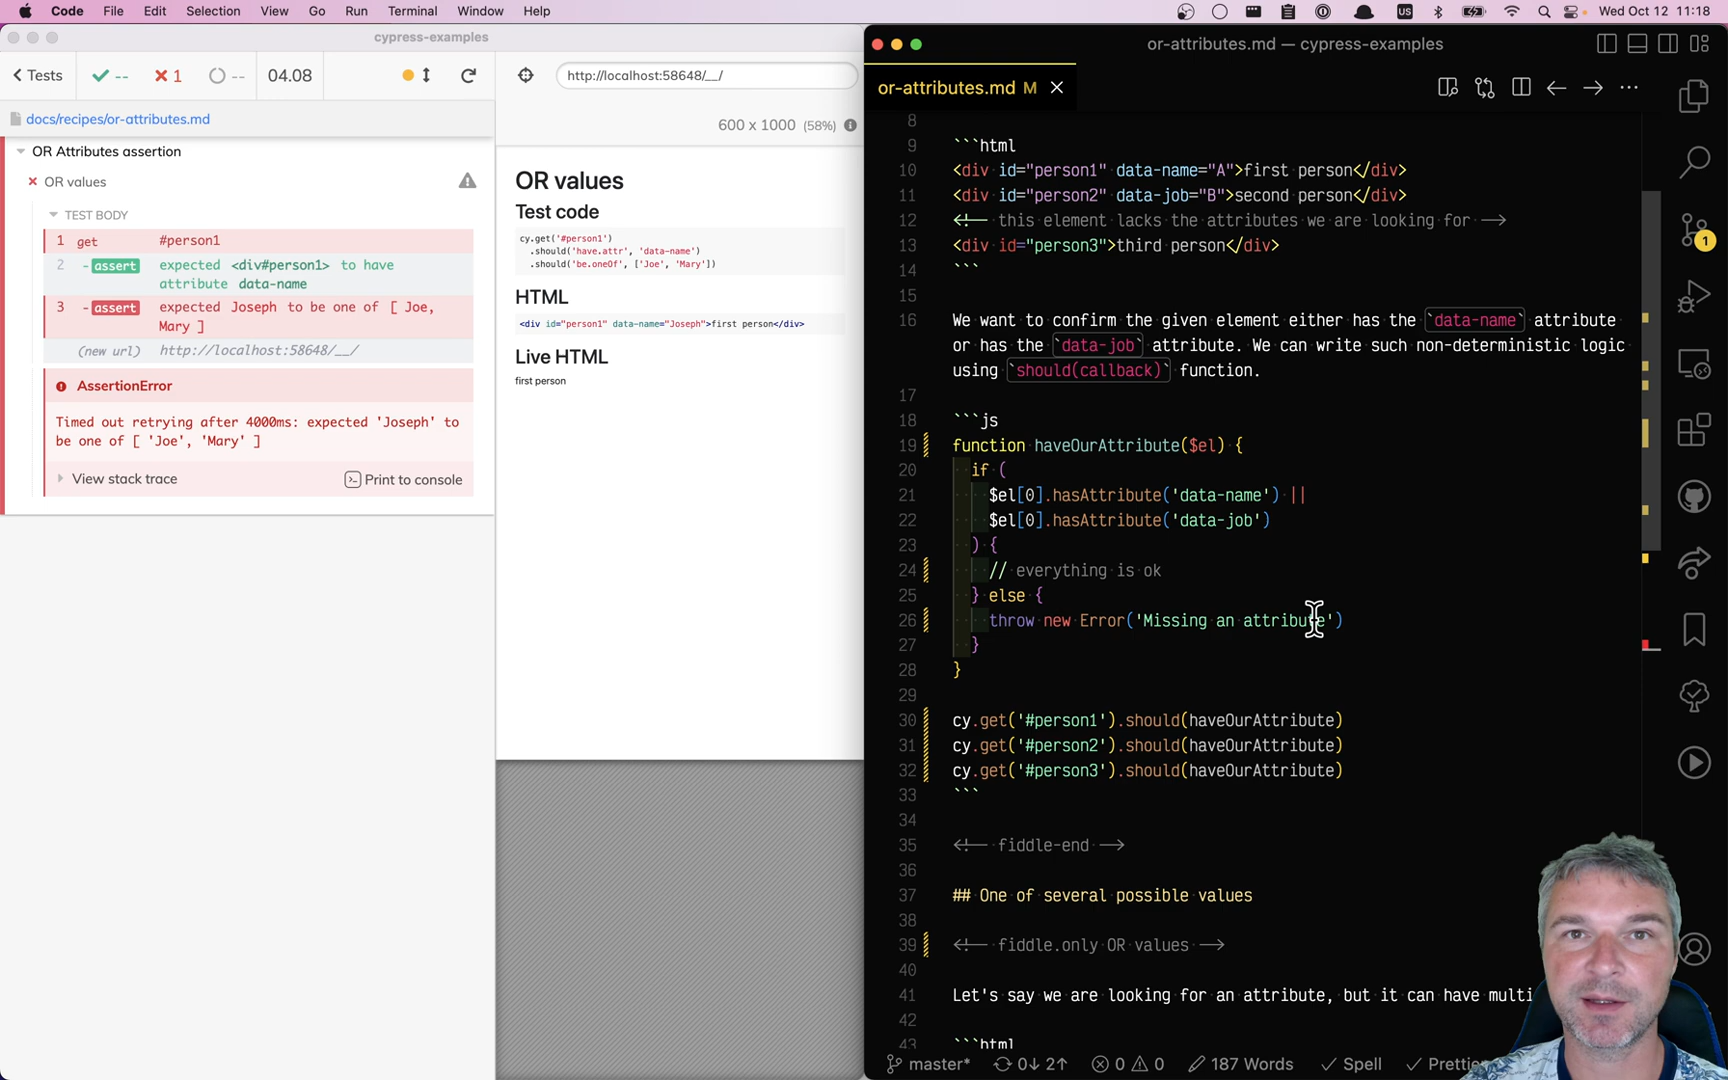 Code File Edit Selection View Go Run Terminal Window Help
US
Wed Oct 12 11:18
cypress-examples
Tests -- 1 -- 04.08
http://localhost:58648/__/
docs/recipes/or-attributes.md
600 x 1000 (58%)
OR Attributes assertion
OR values
TEST BODY
1 get #person1
2 -assert expected <div#person1> to have
attribute data-name
3 -assert expected Joseph to be one of [ Joe,
Mary ]
(new url) http://localhost:58648/__/
AssertionError
Timed out retrying after 4000ms: expected 'Joseph' to
be one of [ 'Joe', 'Mary' ]
View stack trace
Print to console
OR values
Test code
cy.get('#person1')
.should('have.attr', 'data-name')
.should('be.oneOf', ['Joe', 'Mary'])
HTML
<div id="person1" data-name="Joseph">first person</div>
Live HTML
first person
or-attributes.md — cypress-examples
or-attributes.md M
8
9 ```html
10 <div id="person1" data-name="A">first person</div>
11 <div id="person2" data-job="B">second person</div>
12 <!-- this element lacks the attributes we are looking for -->
13 <div id="person3">third person</div>
14 ```
15
16 We want to confirm the given element either has the `data-name` attribute
or has the `data-job` attribute. We can write such non-deterministic logic
using `should(callback)` function.
17
18 ```js
19 function haveOurAttribute($el) {
20 if (
21 $el[0].hasAttribute('data-name') ||
22 $el[0].hasAttribute('data-job')
23 ) {
24 // everything is ok
25 } else {
26 throw new Error('Missing an attribute')
27 }
28 }
29
30 cy.get('#person1').should(haveOurAttribute)
31 cy.get('#person2').should(haveOurAttribute)
32 cy.get('#person3').should(haveOurAttribute)
33 ```
34
35 <!-- fiddle-end -->
36
37 ## One of several possible values
38
39 <!-- fiddle.only OR values -->
40
41 Let's say we are looking for an attribute, but it can have multi
42
43 ```html
1
master* 0↓ 2↑ 0 0 187 Words Spell Prettier